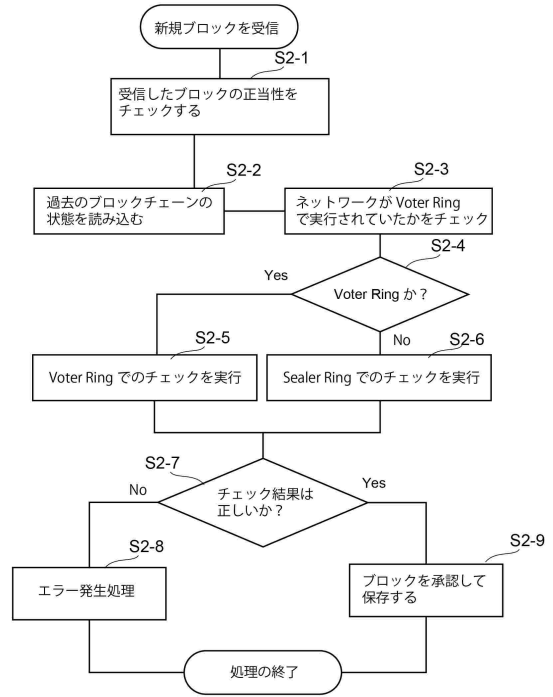 新規ブロックを受信
S2-1
受信したブロックの正当性を
チェックする
S2-2
過去のブロックチェーンの
状態を読み込む
S2-3
ネットワークが Voter Ring
で実行されていたかをチェック
S2-4
Voter Ring か？
Yes
No
S2-5
Voter Ring でのチェックを実行
S2-6
Sealer Ring でのチェックを実行
S2-7
チェック結果は
正しいか？
No
Yes
S2-8
エラー発生処理
S2-9
ブロックを承認して
保存する
処理の終了